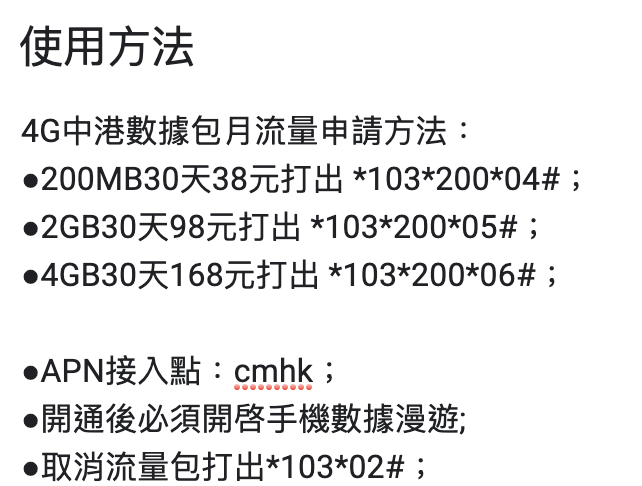 使用方法
4G中港數據包月流量申請方法：
●200MB30天38元打出 *103*200*04#；
●2GB30天98元打出 *103*200*05#；
●4GB30天168元打出 *103*200*06#；
●APN接入點：cmhk；
●開通後必須開啓手機數據漫遊;
●取消流量包打出*103*02#；